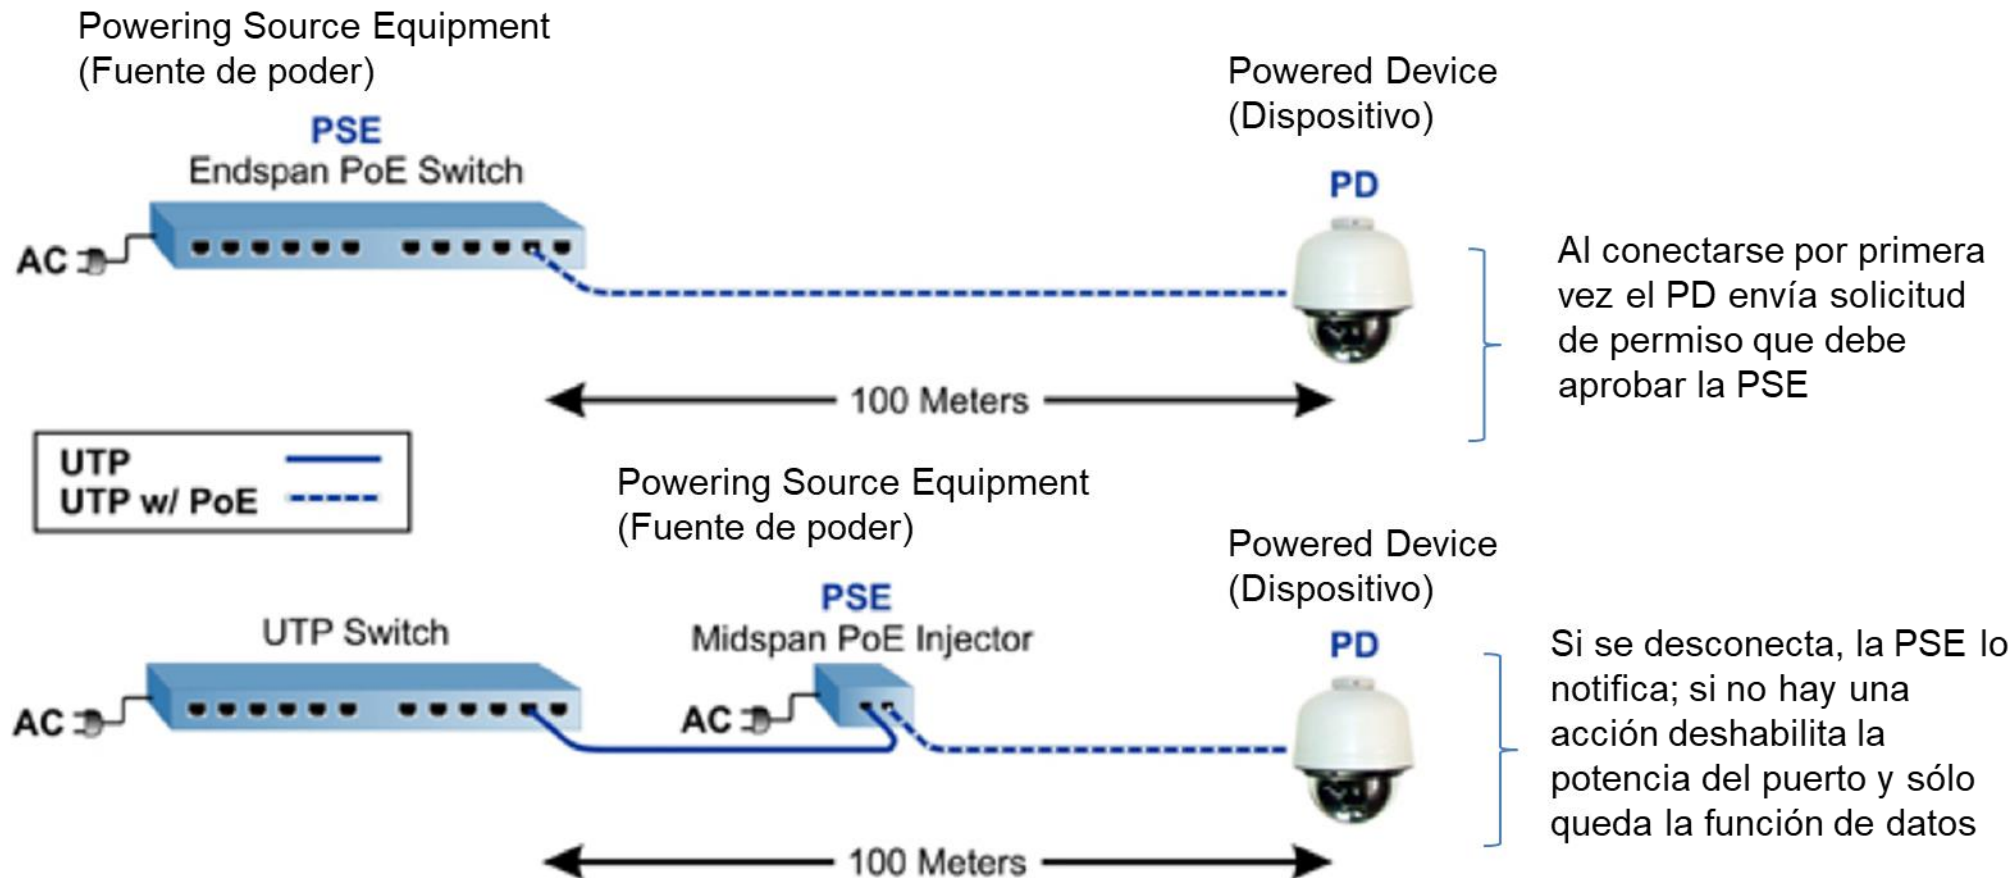 Powering Source Equipment
(Fuente de poder)
PSE
Endspan PoE Switch
AC
Powered Device
(Dispositivo)
PD
Al conectarse por primera
vez el PD envía solicitud
de permiso que debe
aprobar la PSE
100 Meters
UTP
UTP w/ PoE
Powering Source Equipment
(Fuente de poder)
PSE
Midspan PoE Injector
UTP Switch
AC
AC
Powered Device
(Dispositivo)
PD
Si se desconecta, la PSE lo
notifica; si no hay una
acción deshabilita la
potencia del puerto y sólo
queda la función de datos
100 Meters